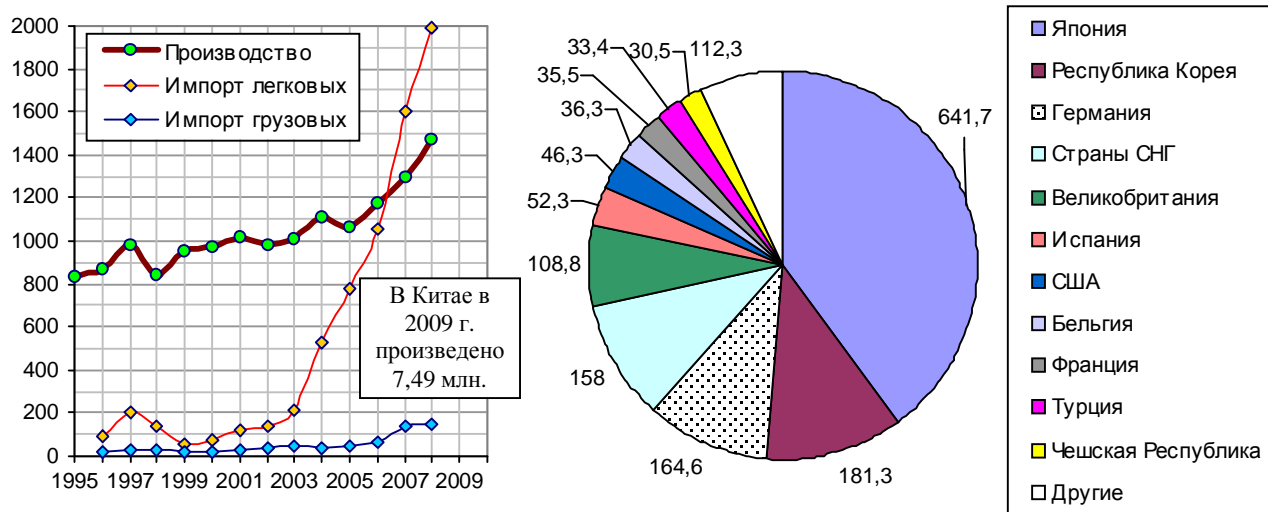 2000
1800
1600
1400
1200
1000
800
600
400
200
0
1995 1997 1999 2001 2003 2005 2007 2009
Производство
Импорт легковых
Импорт грузовых
В Китае в
2009 г.
произведено
7,49 млн.
641,7
181,3
164,6
158
108,8
52,3
46,3
36,3
35,5
33,4
30,5
112,3
Япония
Республика Корея
Германия
Страны СНГ
Великобритания
Испания
США
Бельгия
Франция
Турция
Чешская Республика
Другие